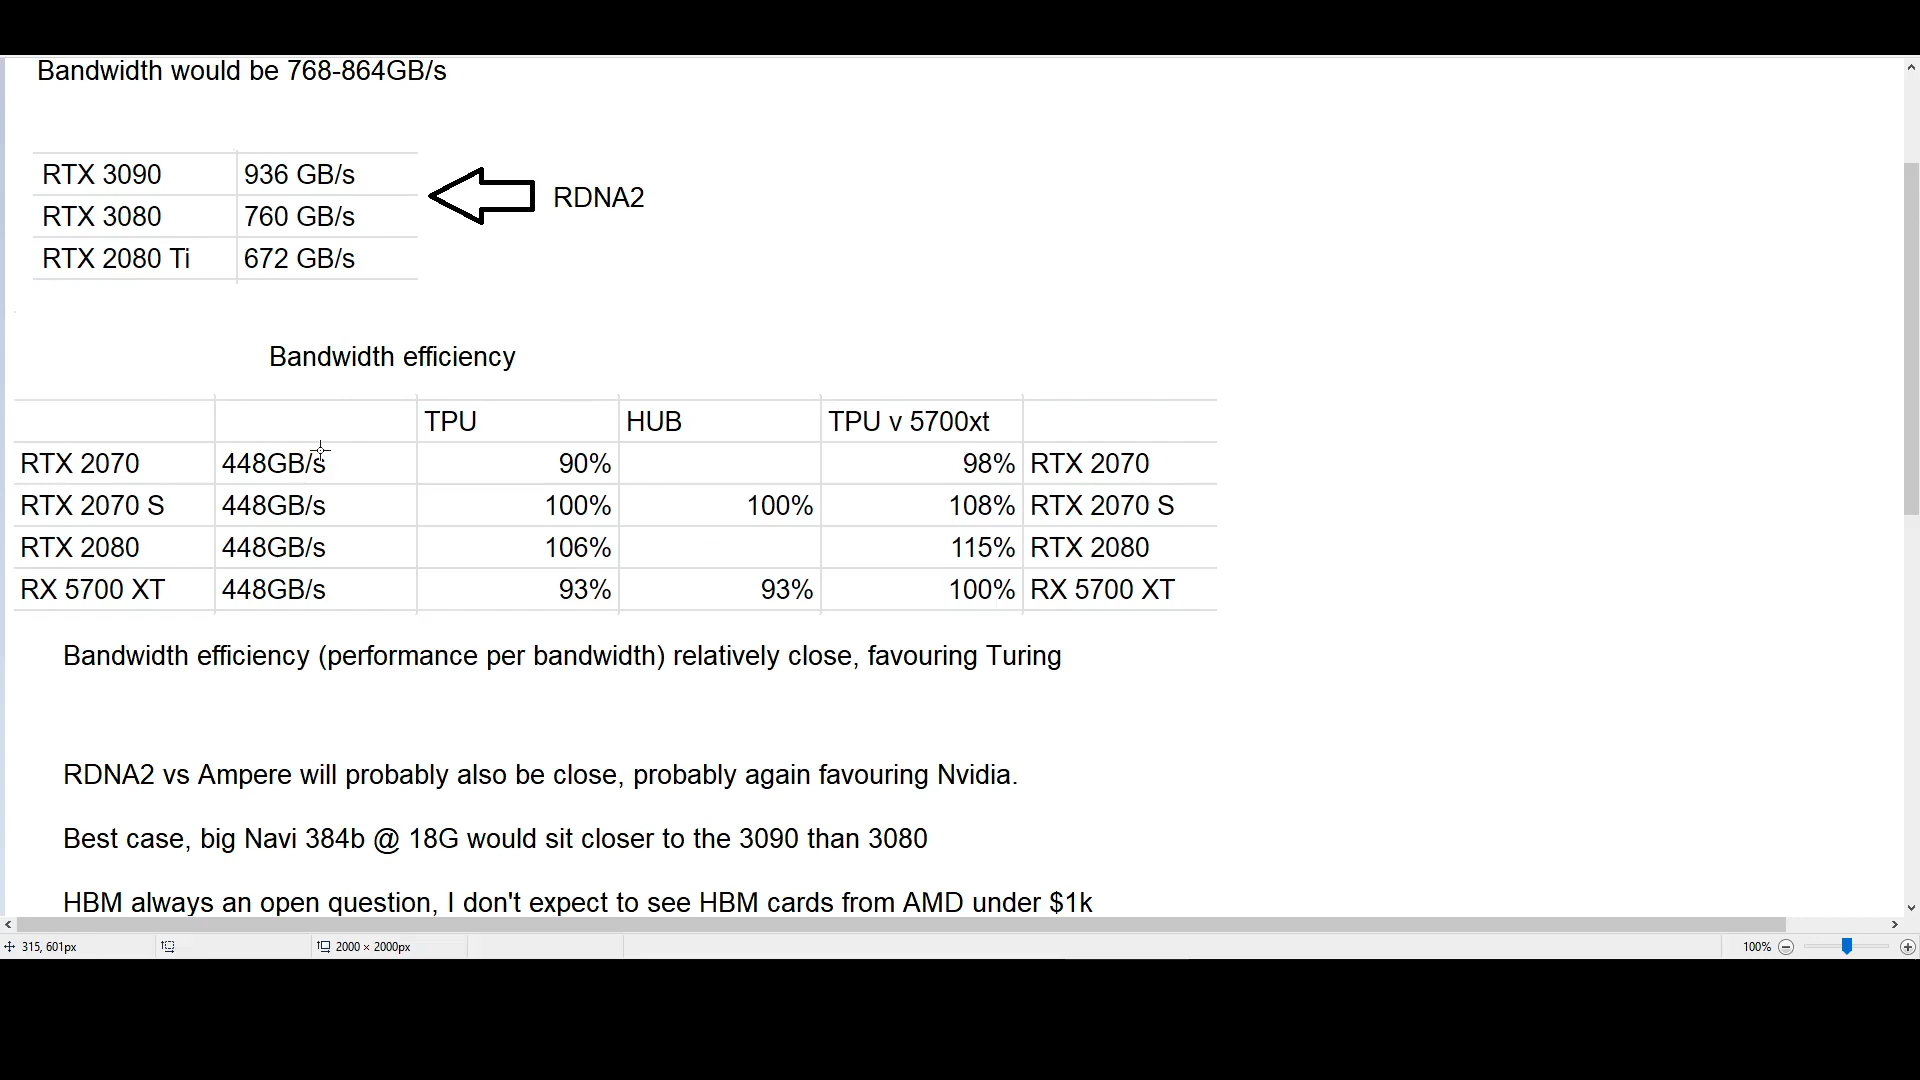 Bandwidth would be 768-864GB/s
RTX 3090 936 GB/s
RTX 3080 760 GB/s
RTX 2080 Ti 672 GB/s
RDNA2
Bandwidth efficiency
TPU HUB TPU v 5700xt
RTX 2070 448GB/s 90% 98% RTX 2070
RTX 2070 S 448GB/s 100% 100% 108% RTX 2070 S
RTX 2080 448GB/s 106% 115% RTX 2080
RX 5700 XT 448GB/s 93% 93% 100% RX 5700 XT
Bandwidth efficiency (performance per bandwidth) relatively close, favouring Turing
RDNA2 vs Ampere will probably also be close, probably again favouring Nvidia.
Best case, big Navi 384b @ 18G would sit closer to the 3090 than 3080
HBM always an open question, I don't expect to see HBM cards from AMD under $1k
315, 601px 2000 × 2000px 100%